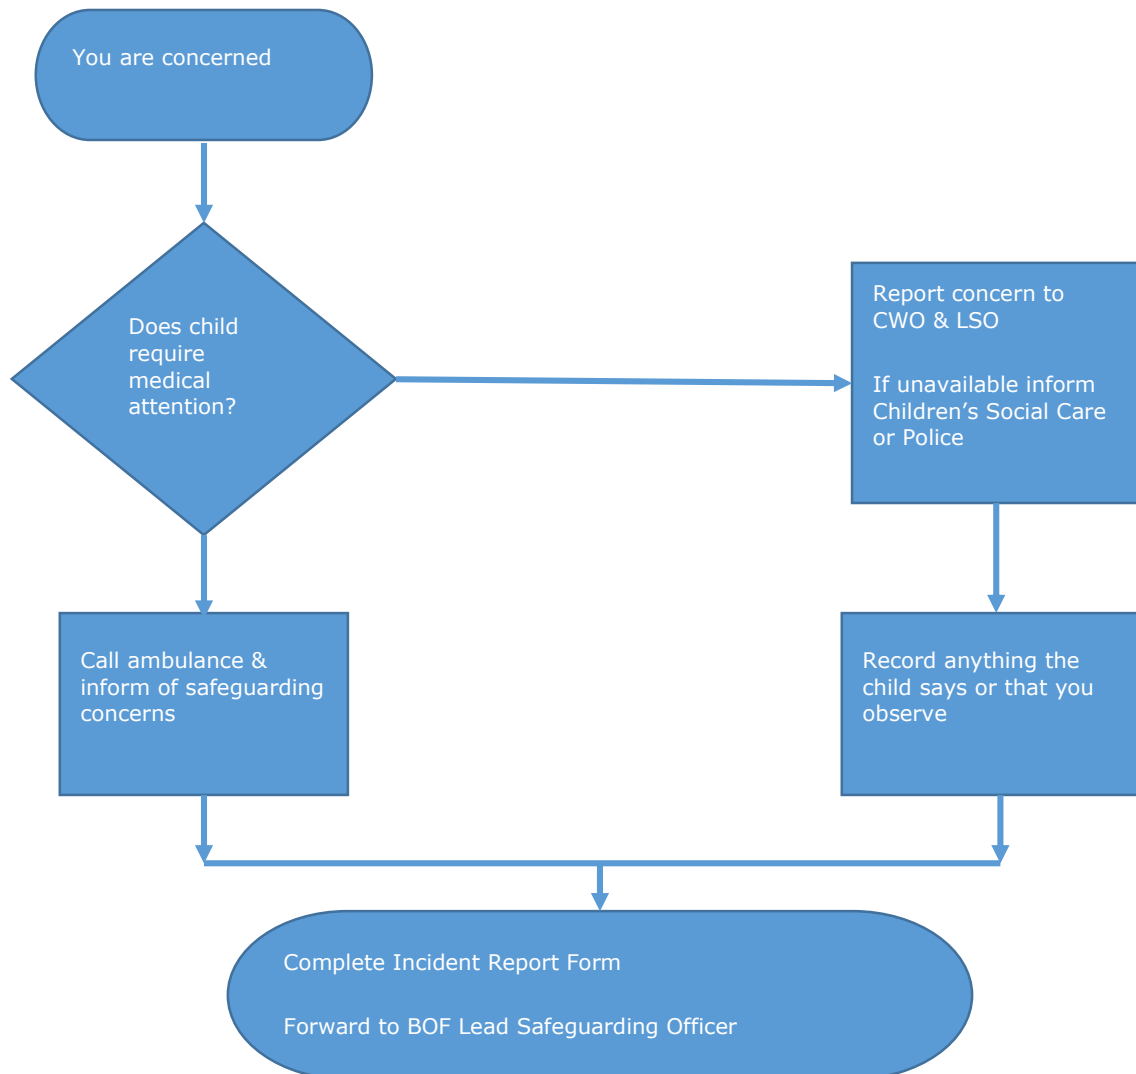 You are concerned
Does child
require
medical
attention?
Report concern to
CWO & LSO
If unavailable inform
Children’s Social Care
or Police
Call ambulance &
inform of safeguarding
concerns
Record anything the
child says or that you
observe
Complete Incident Report Form
Forward to BOF Lead Safeguarding Officer